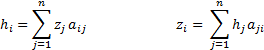 h_i = \sum_{j=1}^{n} z_j a_{ij}    z_i = \sum_{j=1}^{n} h_j a_{ji}